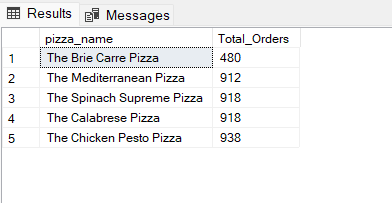 Results Messages
pizza_name Total_Orders
1 The Brie Carre Pizza 480
2 The Mediterranean Pizza 912
3 The Spinach Supreme Pizza 918
4 The Calabrese Pizza 918
5 The Chicken Pesto Pizza 938